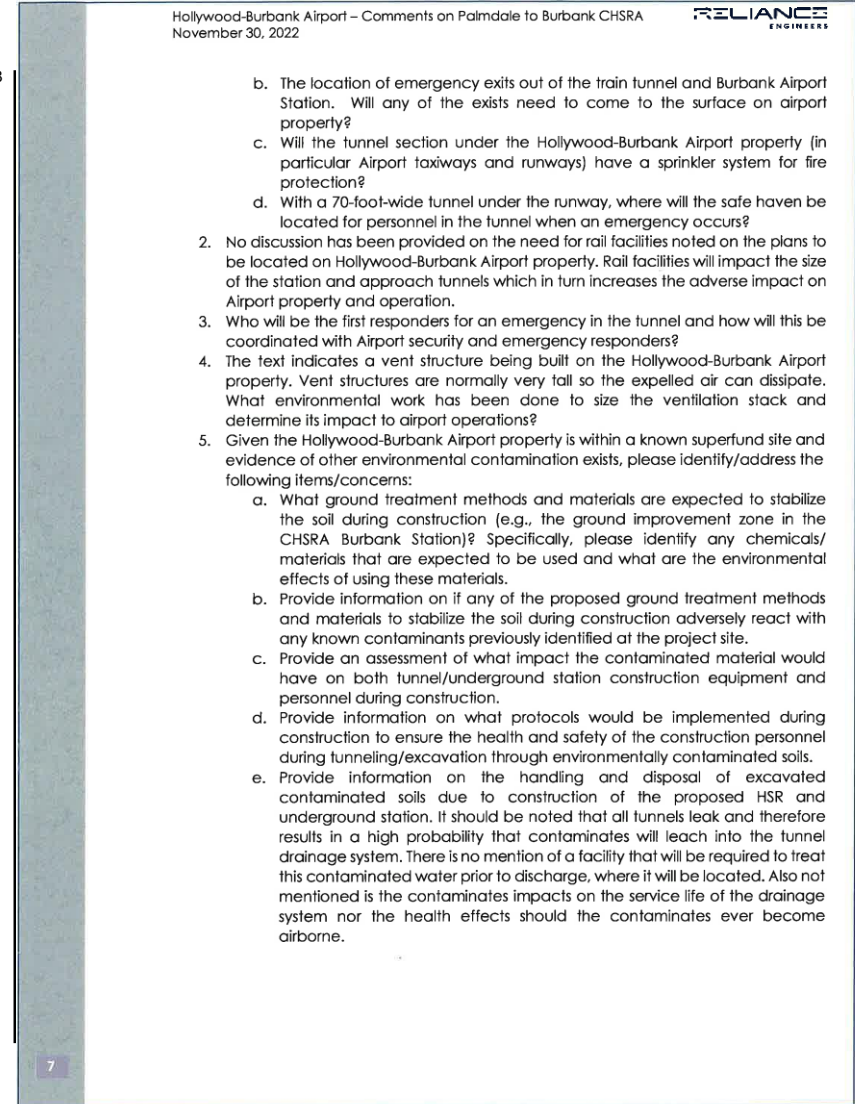 Hollywood-Burbank Airport – Comments on Palmdale to Burbank CHSRA
November 30, 2022
RELIANCE
ENGINEERS
b. The location of emergency exits out of the train tunnel and Burbank Airport
Station. Will any of the exists need to come to the surface on airport
property?
c. Will the tunnel section under the Hollywood-Burbank Airport property (in
particular Airport taxiways and runways) have a sprinkler system for fire
protection?
d. With a 70-foot-wide tunnel under the runway, where will the safe haven be
located for personnel in the tunnel when an emergency occurs?
2. No discussion has been provided on the need for rail facilities noted on the plans to
be located on Hollywood-Burbank Airport property. Rail facilities will impact the size
of the station and approach tunnels which in turn increases the adverse impact on
Airport property and operation.
3. Who will be the first responders for an emergency in the tunnel and how will this be
coordinated with Airport security and emergency responders?
4. The text indicates a vent structure being built on the Hollywood-Burbank Airport
property. Vent structures are normally very tall so the expelled air can dissipate.
What environmental work has been done to size the ventilation stack and
determine its impact to airport operations?
5. Given the Hollywood-Burbank Airport property is within a known superfund site and
evidence of other environmental contamination exists, please identify/address the
following items/concerns:
a. What ground treatment methods and materials are expected to stabilize
the soil during construction (e.g., the ground improvement zone in the
CHSRA Burbank Station)? Specifically, please identify any chemicals/
materials that are expected to be used and what are the environmental
effects of using these materials.
b. Provide information on if any of the proposed ground treatment methods
and materials to stabilize the soil during construction adversely react with
any known contaminants previously identified at the project site.
c. Provide an assessment of what impact the contaminated material would
have on both tunnel/underground station construction equipment and
personnel during construction.
d. Provide information on what protocols would be implemented during
construction to ensure the health and safety of the construction personnel
during tunneling/excavation through environmentally contaminated soils.
e. Provide information on the handling and disposal of excavated
contaminated soils due to construction of the proposed HSR and
underground station. It should be noted that all tunnels leak and therefore
results in a high probability that contaminates will leach into the tunnel
drainage system. There is no mention of a facility that will be required to treat
this contaminated water prior to discharge, where it will be located. Also not
mentioned is the contaminates impacts on the service life of the drainage
system nor the health effects should the contaminates ever become
airborne.
7